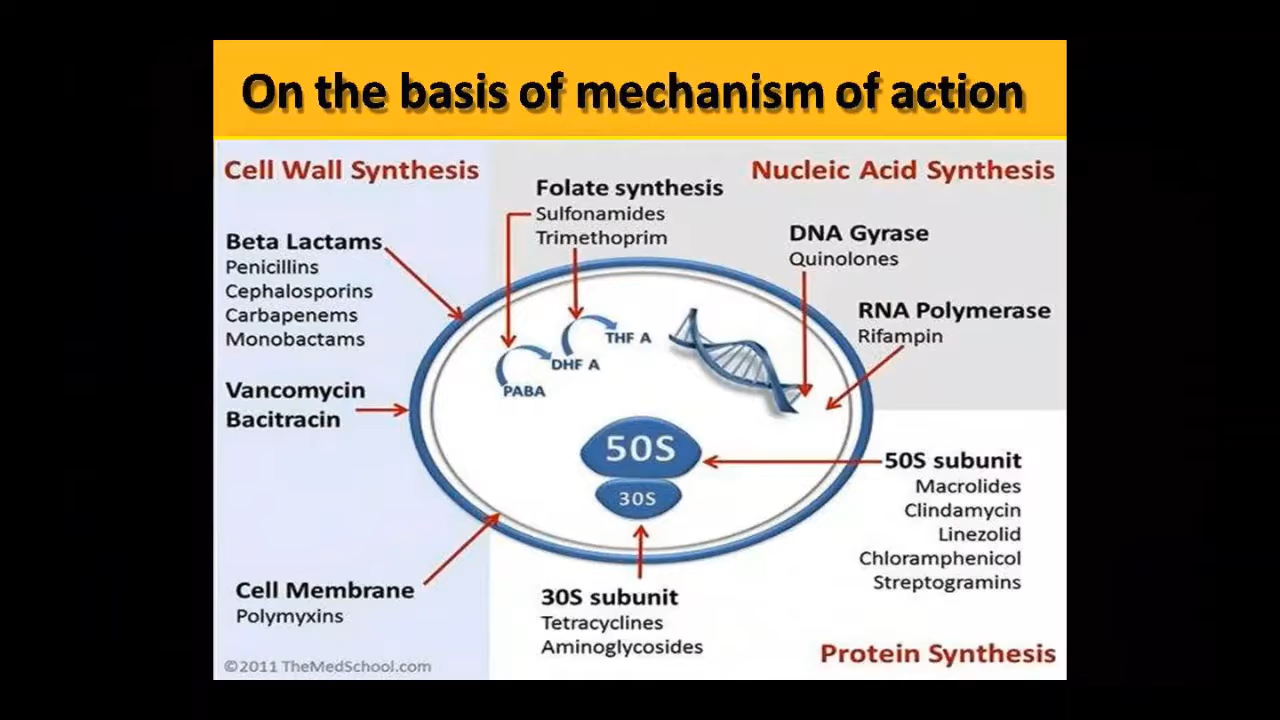 On the basis of mechanism of action
Cell Wall Synthesis
Beta Lactams
Penicillins
Cephalosporins
Carbapenems
Monobactams
Vancomycin
Bacitracin
Cell Membrane
Polymyxins
©2011 TheMedSchool.com
Folate synthesis
Sulfonamides
Trimethoprim
Nucleic Acid Synthesis
DNA Gyrase
Quinolones
RNA Polymerase
Rifampin
THF A
DHF A
PABA
50S
30S
50S subunit
Macrolides
Clindamycin
Linezolid
Chloramphenicol
Streptogramins
30S subunit
Tetracyclines
Aminoglycosides
Protein Synthesis